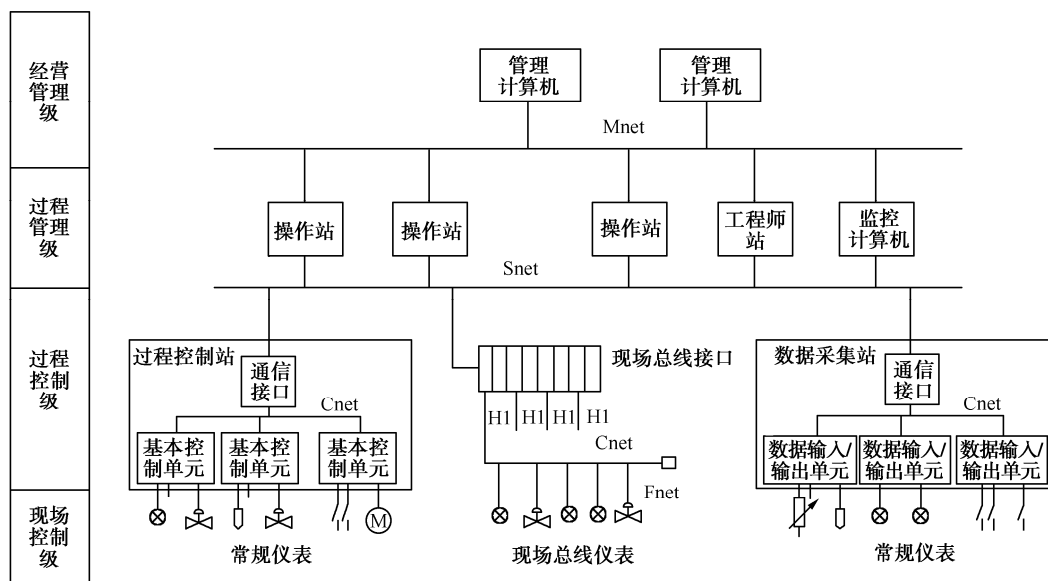 经营
管理
级
过程
管理
级
过程
控制
级
现场
控制
级
管理
计算机
管理
计算机
Mnet
操作站
操作站
操作站
工程师
站
监控
计算机
Snet
过程控制站
通信
接口
Cnet
基本控
制单元
基本控
制单元
基本控
制单元
M
常规仪表
现场总线接口
H1
H1
H1
H1
Cnet
Fnet
现场总线仪表
数据采集站
通信
接口
Cnet
数据输入/
输出单元
数据输入/
输出单元
数据输入/
输出单元
常规仪表